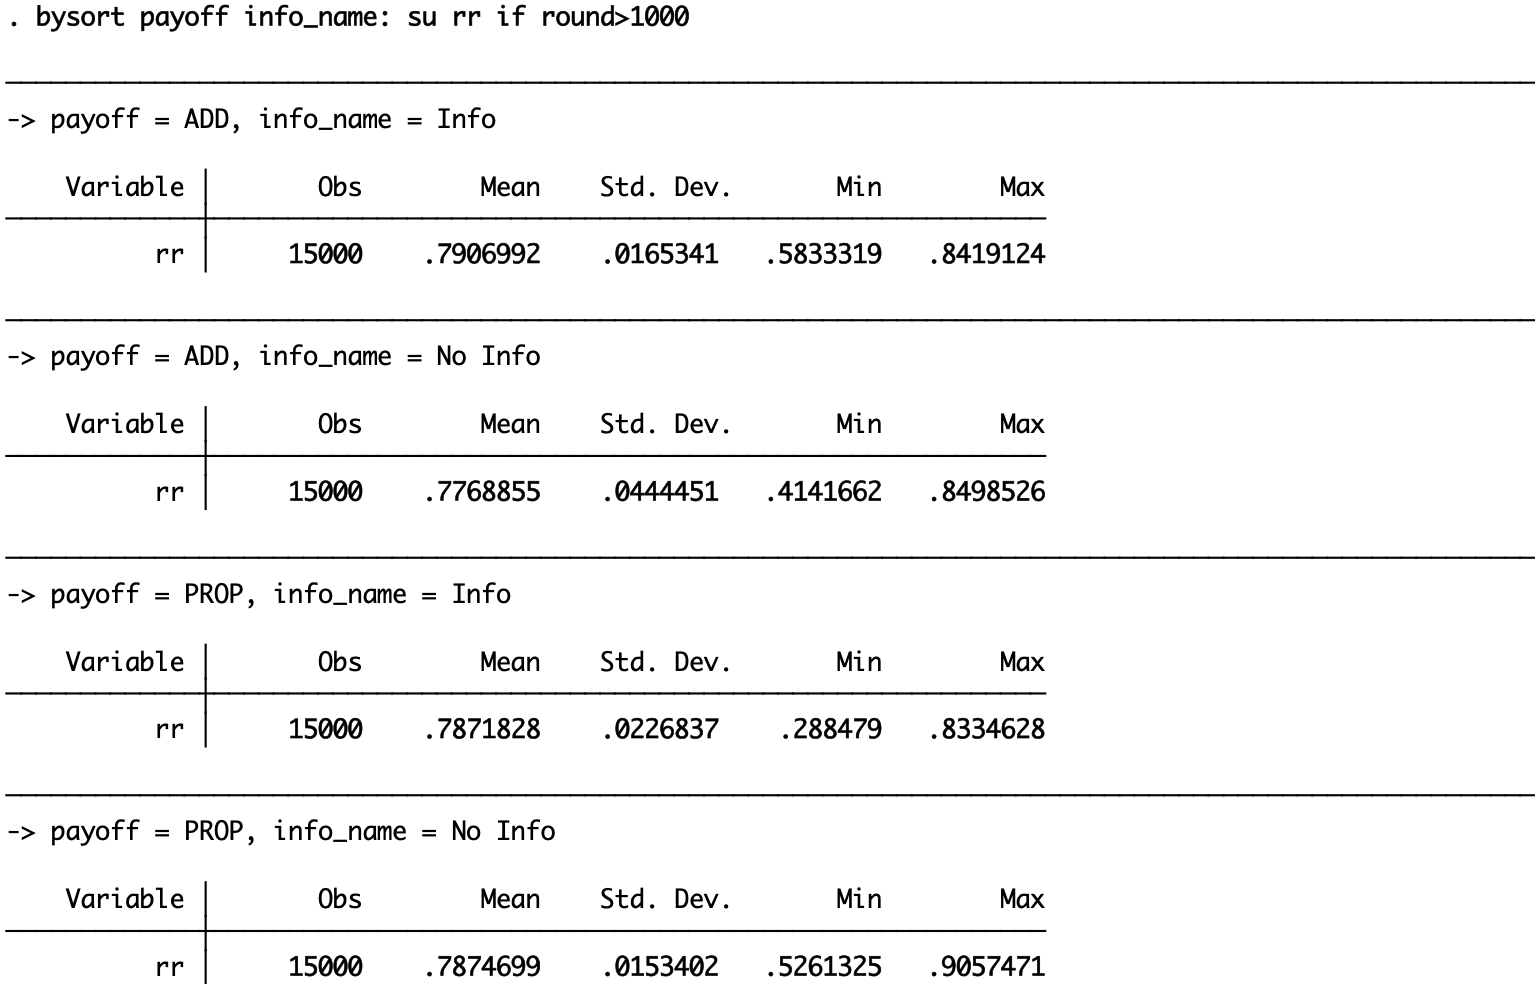 . bysort payoff info_name: su rr if round>1000
-> payoff = ADD, info_name = Info
Variable | Obs Mean Std. Dev. Min Max
rr | 15000 .7906992 .0165341 .5833319 .8419124
-> payoff = ADD, info_name = No Info
Variable | Obs Mean Std. Dev. Min Max
rr | 15000 .7768855 .0444451 .4141662 .8498526
-> payoff = PROP, info_name = Info
Variable | Obs Mean Std. Dev. Min Max
rr | 15000 .7871828 .0226837 .288479 .8334628
-> payoff = PROP, info_name = No Info
Variable | Obs Mean Std. Dev. Min Max
rr | 15000 .7874699 .0153402 .5261325 .9057471